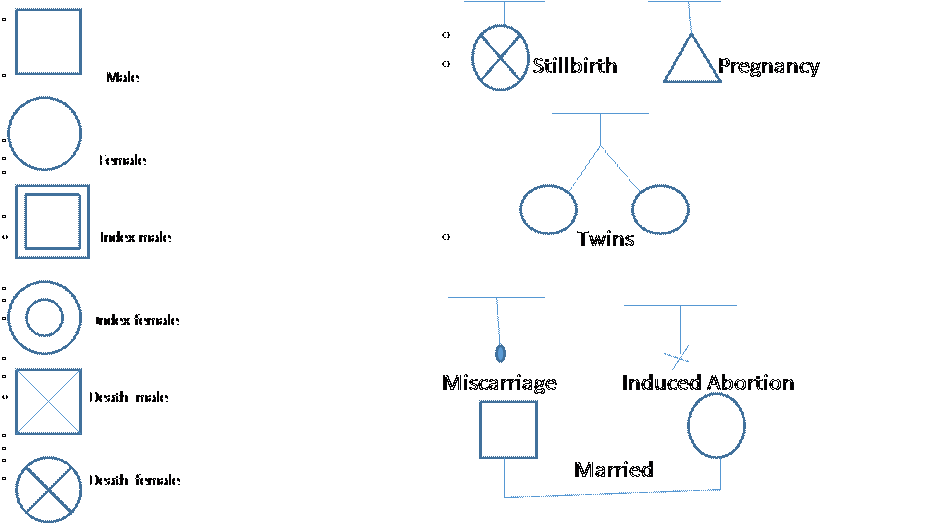 Male
Female
Index male
Index female
Death male
Death female
Stillbirth
Pregnancy
Twins
Miscarriage
Induced Abortion
Married